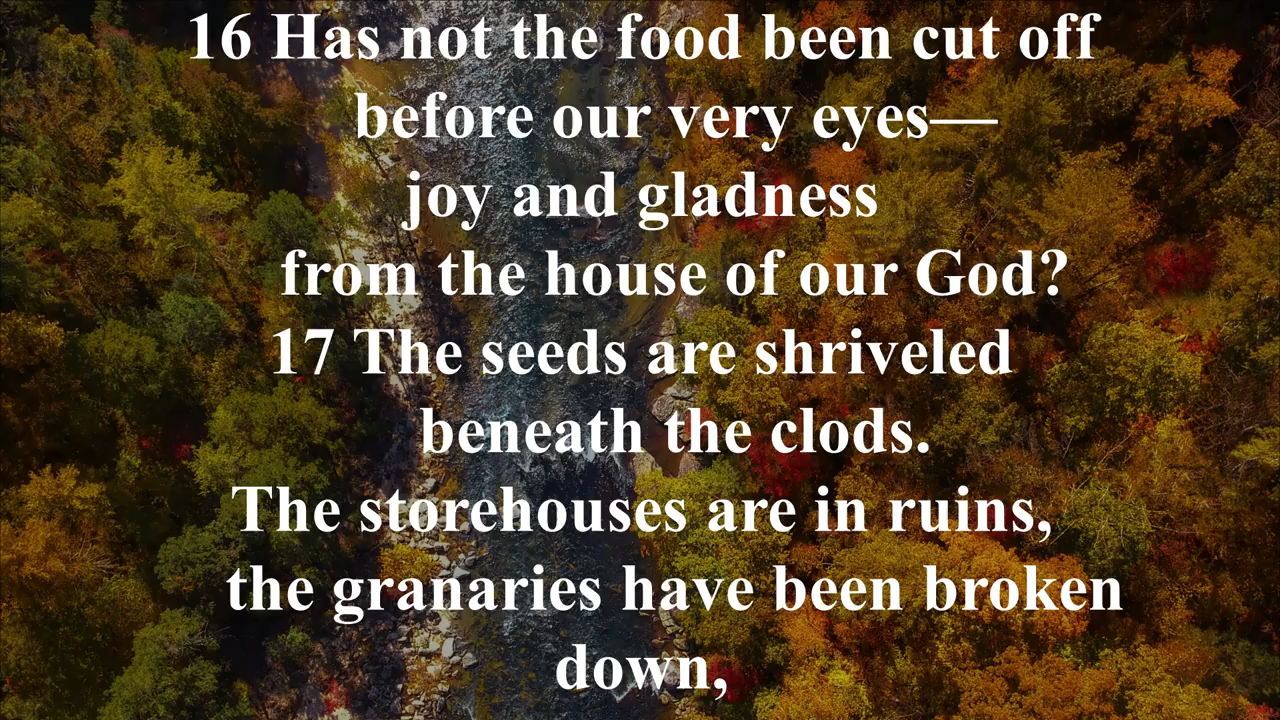 16 Has not the food been cut off
before our very eyes—
joy and gladness
from the house of our God?
17 The seeds are shriveled
beneath the clods.
The storehouses are in ruins,
the granaries have been broken
down,